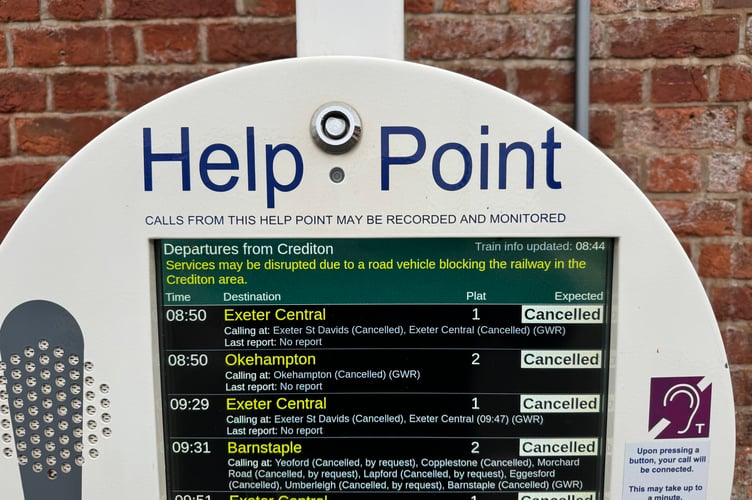 Help Point
CALLS FROM THIS HELP POINT MAY BE RECORDED AND MONITORED
Departures from Crediton Train info updated: 08:44
Services may be disrupted due to a road vehicle blocking the railway in the
Crediton area.
Time Destination Plat Expected
08:50 Exeter Central 1 Cancelled
Calling at: Exeter St Davids (Cancelled), Exeter Central (Cancelled) (GWR)
Last report: No report
08:50 Okehampton 2 Cancelled
Calling at: Okehampton (Cancelled) (GWR)
Last report: No report
09:29 Exeter Central 1 Cancelled
Calling at: Exeter St Davids (Cancelled), Exeter Central (09:47) (GWR)
Last report: No report
09:31 Barnstaple 2 Cancelled
Calling at: Yeoford (Cancelled, by request), Copplestone (Cancelled), Morchard
Road (Cancelled, by request), Lapford (Cancelled, by request), Eggesford
(Cancelled), Umberleigh (Cancelled, by request), Barnstaple (Cancelled) (GWR)
09:51 Exeter Central 1 Cancelled
T
Upon pressing a
button, your call will
be connected.
This may take up to
a minute.